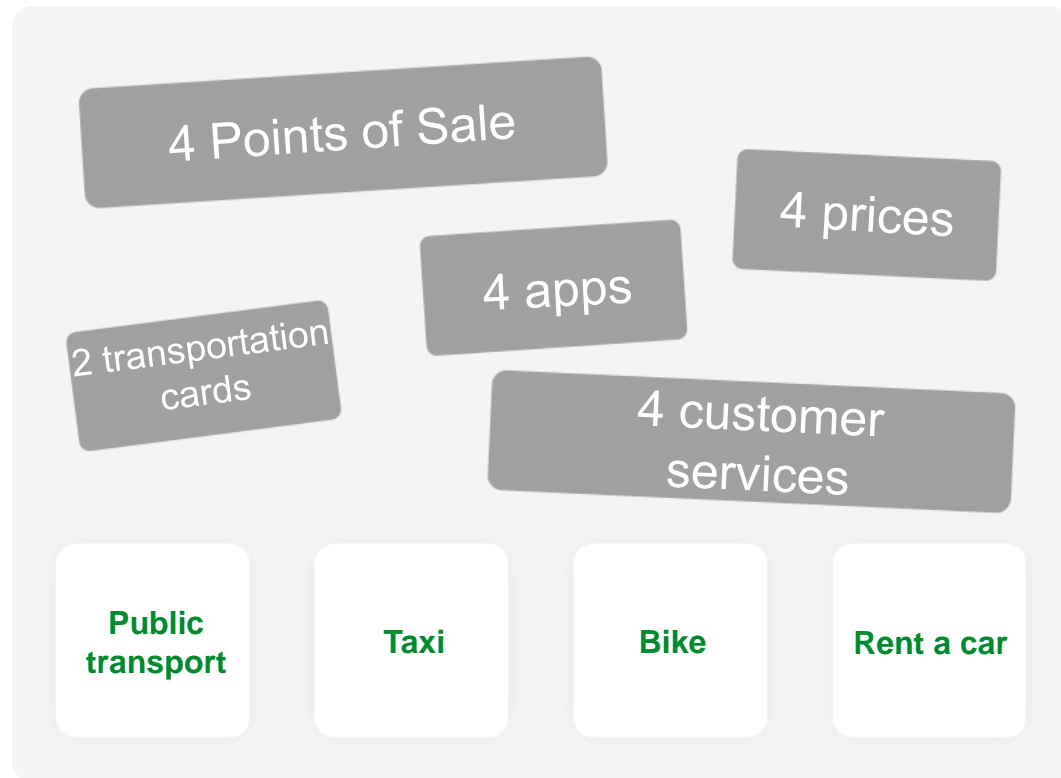 4 Points of Sale
4 prices
4 apps
2 transportation
cards
4 customer
services
Public
transport
Taxi
Bike
Rent a car